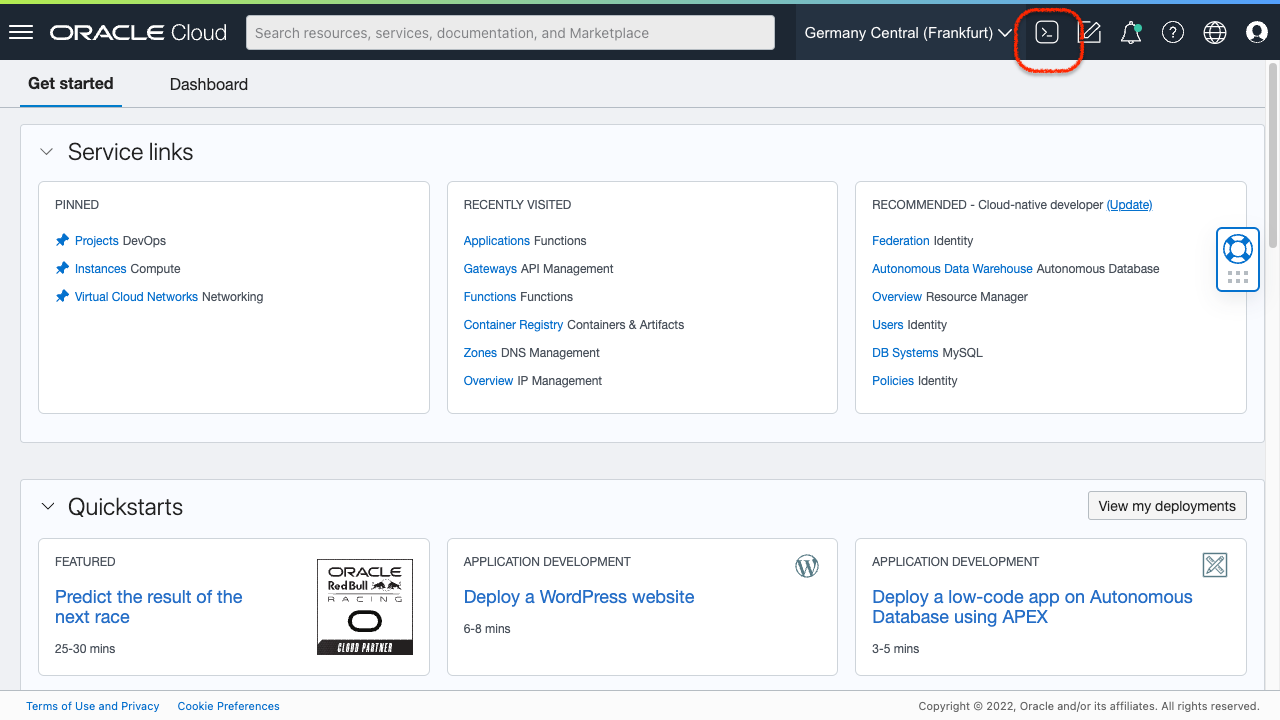 ORACLE Cloud
Search resources, services, documentation, and Marketplace
Germany Central (Frankfurt)
Get started
Dashboard
Service links
PINNED
Projects DevOps
Instances Compute
Virtual Cloud Networks Networking
RECENTLY VISITED
Applications Functions
Gateways API Management
Functions Functions
Container Registry Containers & Artifacts
Zones DNS Management
Overview IP Management
RECOMMENDED - Cloud-native developer (Update)
Federation Identity
Autonomous Data Warehouse Autonomous Database
Overview Resource Manager
Users Identity
DB Systems MySQL
Policies Identity
Quickstarts
View my deployments
FEATURED
Predict the result of the
next race
25-30 mins
ORACLE
Red Bull
RACING
CLOUD PARTNER
APPLICATION DEVELOPMENT
Deploy a WordPress website
6-8 mins
APPLICATION DEVELOPMENT
Deploy a low-code app on Autonomous
Database using APEX
3-5 mins
Terms of Use and Privacy
Cookie Preferences
Copyright © 2022, Oracle and/or its affiliates. All rights reserved.